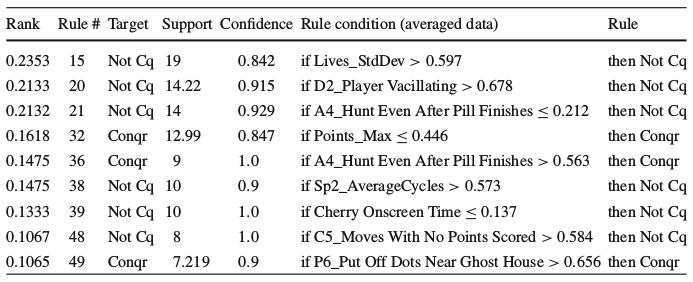 Rank Rule # Target Support Confidence Rule condition (averaged data) Rule
0.2353 15 Not Cq 19 0.842 if Lives_StdDev > 0.597 then Not Cq
0.2133 20 Not Cq 14.22 0.915 if D2_Player Vacillating > 0.678 then Not Cq
0.2132 21 Not Cq 14 0.929 if A4_Hunt Even After Pill Finishes ≤ 0.212 then Not Cq
0.1618 32 Conqr 12.99 0.847 if Points_Max ≤ 0.446 then Conqr
0.1475 36 Conqr 9 1.0 if A4_Hunt Even After Pill Finishes > 0.563 then Conqr
0.1475 38 Not Cq 10 0.9 if Sp2_AverageCycles > 0.573 then Not Cq
0.1333 39 Not Cq 10 1.0 if Cherry Onscreen Time ≤ 0.137 then Not Cq
0.1067 48 Not Cq 8 1.0 if C5_Moves With No Points Scored > 0.584 then Not Cq
0.1065 49 Conqr 7.219 0.9 if P6_Put Off Dots Near Ghost House > 0.656 then Conqr